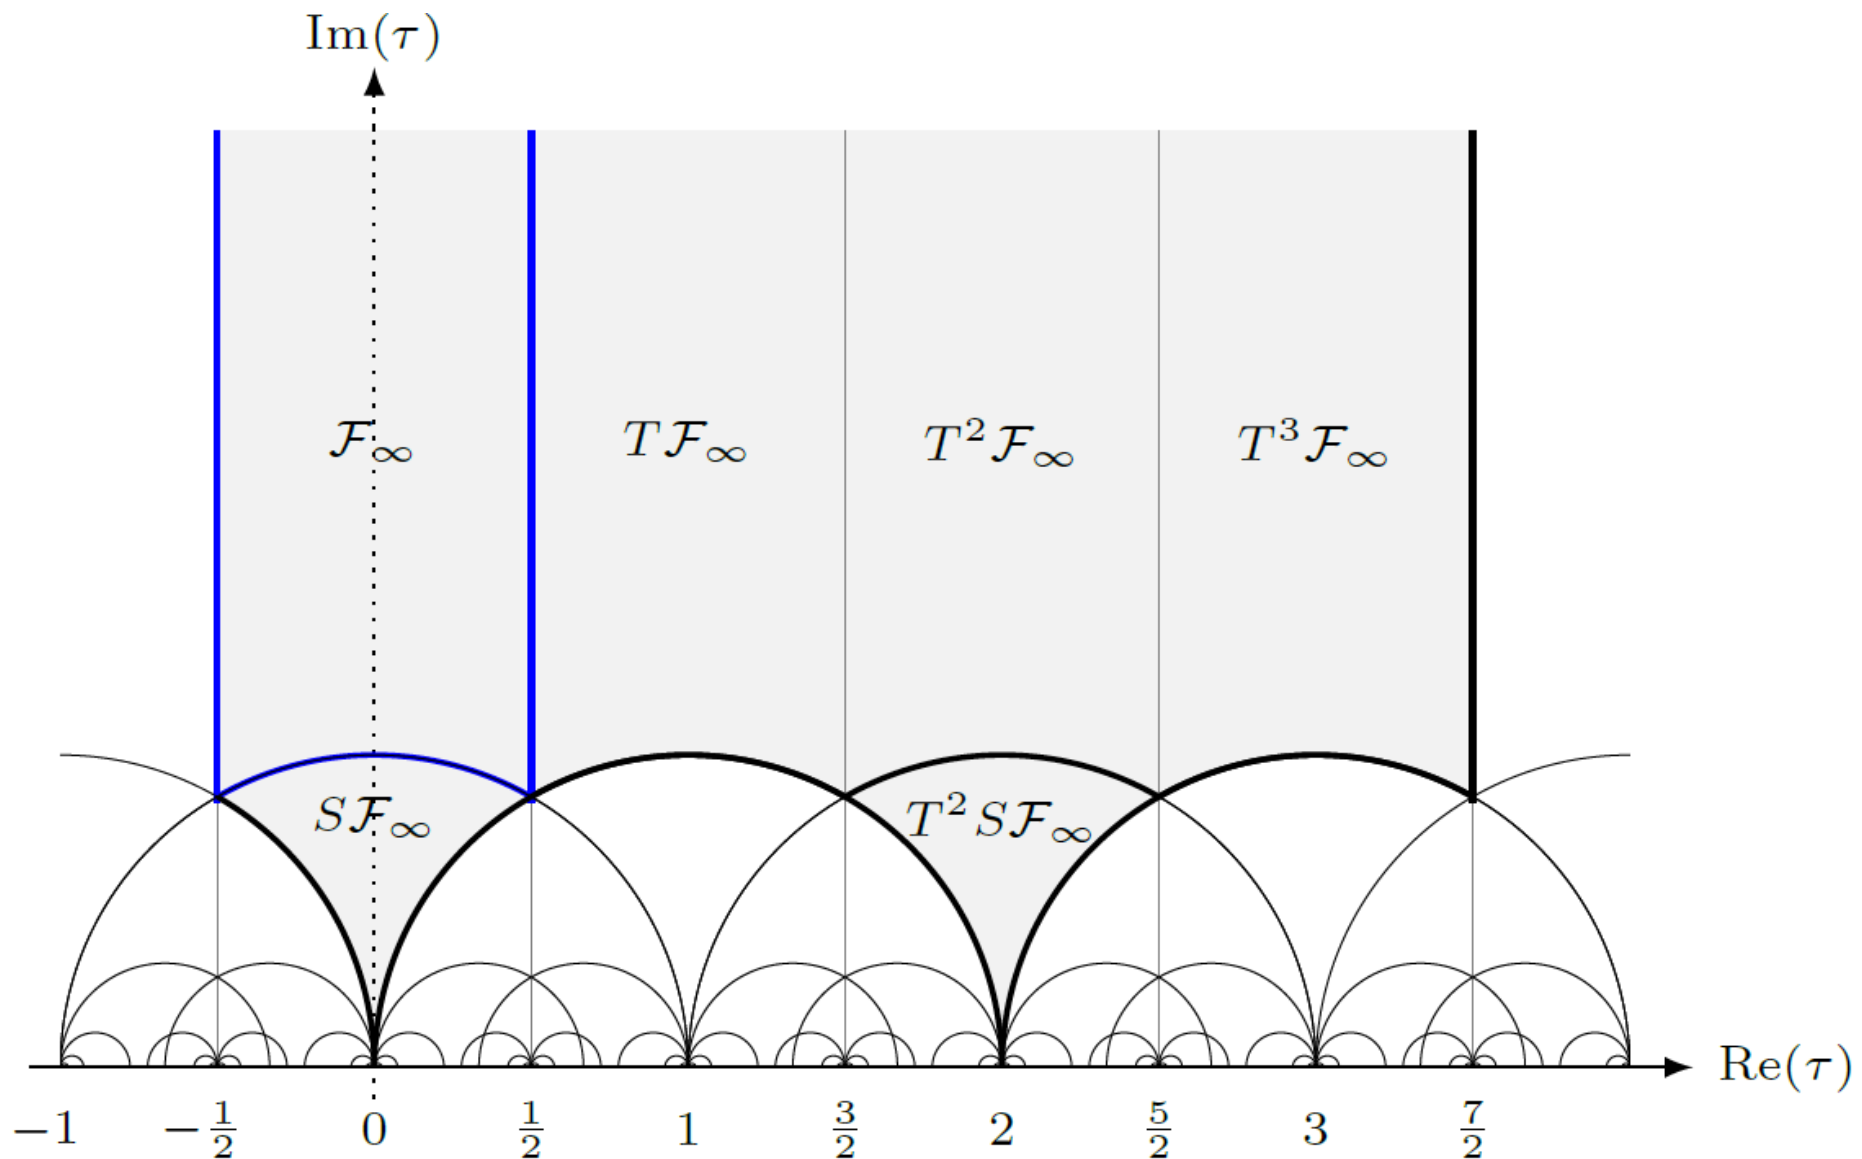 Im(τ)
ℱ∞ Tℱ∞ T²ℱ∞ T³ℱ∞
Sℱ∞ T²Sℱ∞
Re(τ)
−1 −1/2 0 1/2 1 3/2 2 5/2 3 7/2